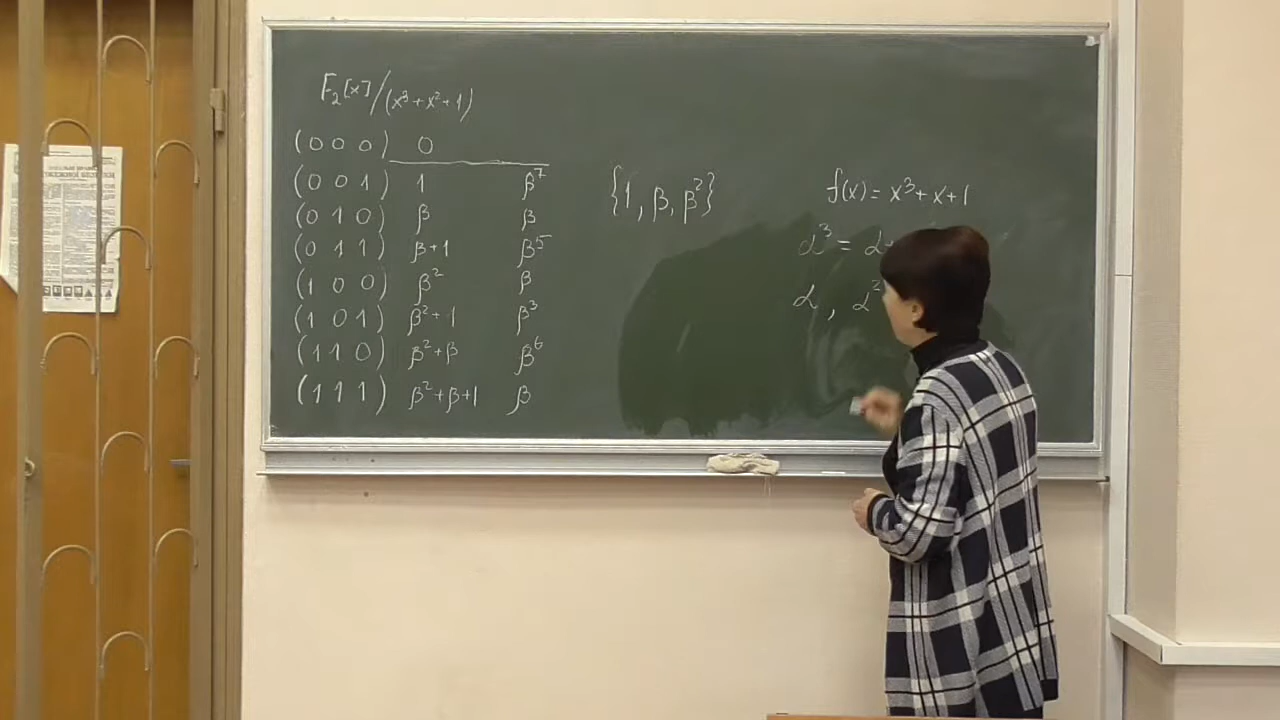 F₂[x]/(x³+x²+1)
(0 0 0) 0
(0 0 1) 1 β⁷
(0 1 0) β β
(0 1 1) β+1 β⁵
(1 0 0) β² β
(1 0 1) β²+1 β³
(1 1 0) β²+β β⁶
(1 1 1) β²+β+1 β
{1, β, β²}
f(x) = x³+x+1
α³ = α
α, α²